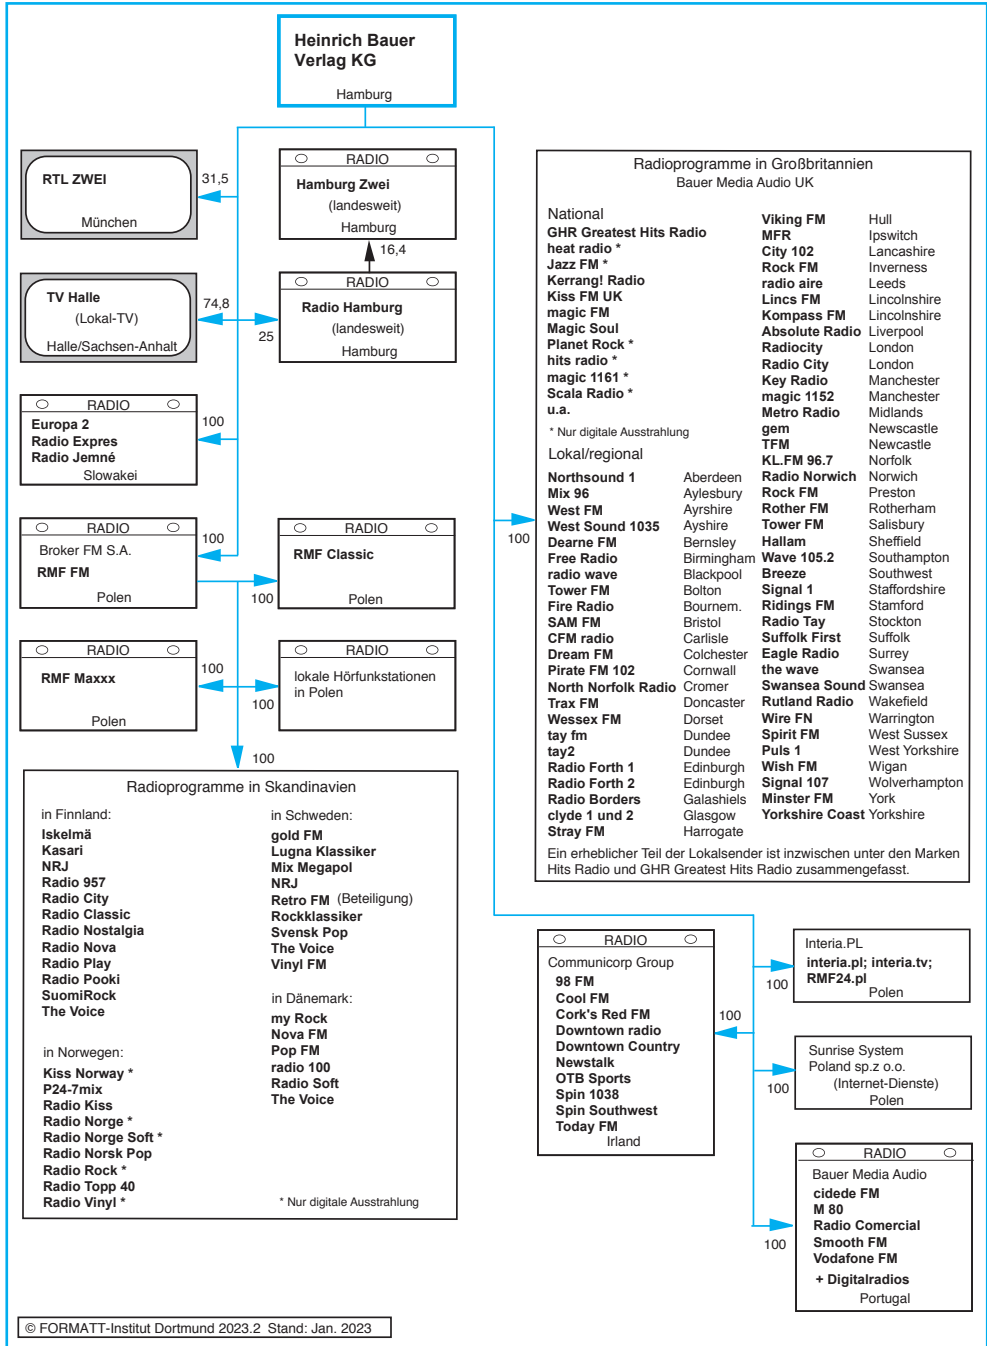 Heinrich Bauer
Verlag KG
Hamburg
RTL ZWEI
München
31,5
RADIO
Hamburg Zwei
(landesweit)
Hamburg
16,4
TV Halle
(Lokal-TV)
Halle/Sachsen-Anhalt
74,8
25
RADIO
Radio Hamburg
(landesweit)
Hamburg
RADIO
Europa 2
Radio Expres
Radio Jemné
Slowakei
100
RADIO
Broker FM S.A.
RMF FM
Polen
100
RADIO
RMF Classic
Polen
100
RADIO
RMF Maxxx
Polen
100
RADIO
lokale Hörfunkstationen
in Polen
100
100
Radioprogramme in Skandinavien
in Finnland:
Iskelmä
Kasari
NRJ
Radio 957
Radio City
Radio Classic
Radio Nostalgia
Radio Nova
Radio Play
Radio Pooki
SuomiRock
The Voice
in Norwegen:
Kiss Norway *
P24-7mix
Radio Kiss
Radio Norge *
Radio Norge Soft *
Radio Norsk Pop
Radio Rock *
Radio Topp 40
Radio Vinyl *
in Schweden:
gold FM
Lugna Klassiker
Mix Megapol
NRJ
Retro FM (Beteiligung)
Rockklassiker
Svensk Pop
The Voice
Vinyl FM
in Dänemark:
my Rock
Nova FM
Pop FM
radio 100
Radio Soft
The Voice
* Nur digitale Ausstrahlung
100
Radioprogramme in Großbritannien
Bauer Media Audio UK
National
GHR Greatest Hits Radio
heat radio *
Jazz FM *
Kerrang! Radio
Kiss FM UK
magic FM
Magic Soul
Planet Rock *
hits radio *
magic 1161 *
Scala Radio *
u.a.
* Nur digitale Ausstrahlung
Lokal/regional
Northsound 1 Aberdeen
Mix 96 Aylesbury
West FM Ayrshire
West Sound 1035 Ayshire
Dearne FM Bernsley
Free Radio Birmingham
radio wave Blackpool
Tower FM Bolton
Fire Radio Bournem.
SAM FM Bristol
CFM radio Carlisle
Dream FM Colchester
Pirate FM 102 Cornwall
North Norfolk Radio Cromer
Trax FM Doncaster
Wessex FM Dorset
tay fm Dundee
tay2 Dundee
Radio Forth 1 Edinburgh
Radio Forth 2 Edinburgh
Radio Borders Galashiels
clyde 1 und 2 Glasgow
Stray FM Harrogate
Viking FM Hull
MFR Ipswitch
City 102 Lancashire
Rock FM Inverness
radio aire Leeds
Lincs FM Lincolnshire
Kompass FM Lincolnshire
Absolute Radio Liverpool
Radiocity London
Radio City London
Key Radio Manchester
magic 1152 Manchester
Metro Radio Midlands
gem Newscastle
TFM Newcastle
KL.FM 96.7 Norfolk
Radio Norwich Norwich
Rock FM Preston
Rother FM Rotherham
Tower FM Salisbury
Hallam Sheffield
Wave 105.2 Southampton
Breeze Southwest
Signal 1 Staffordshire
Ridings FM Stamford
Radio Tay Stockton
Suffolk First Suffolk
Eagle Radio Surrey
the wave Swansea
Swansea Sound Swansea
Rutland Radio Wakefield
Wire FN Warrington
Spirit FM West Sussex
Puls 1 West Yorkshire
Wish FM Wigan
Signal 107 Wolverhampton
Minster FM York
Yorkshire Coast Yorkshire
Ein erheblicher Teil der Lokalsender ist inzwischen unter den Marken
Hits Radio und GHR Greatest Hits Radio zusammengefasst.
RADIO
Communicorp Group
98 FM
Cool FM
Cork's Red FM
Downtown radio
Downtown Country
Newstalk
OTB Sports
Spin 1038
Spin Southwest
Today FM
Irland
100
Interia.PL
interia.pl; interia.tv;
RMF24.pl
Polen
100
Sunrise System
Poland sp.z o.o.
(Internet-Dienste)
Polen
100
RADIO
Bauer Media Audio
cidede FM
M 80
Radio Comercial
Smooth FM
Vodafone FM
+ Digitalradios
Portugal
100
© FORMATT-Institut Dortmund 2023.2 Stand: Jan. 2023